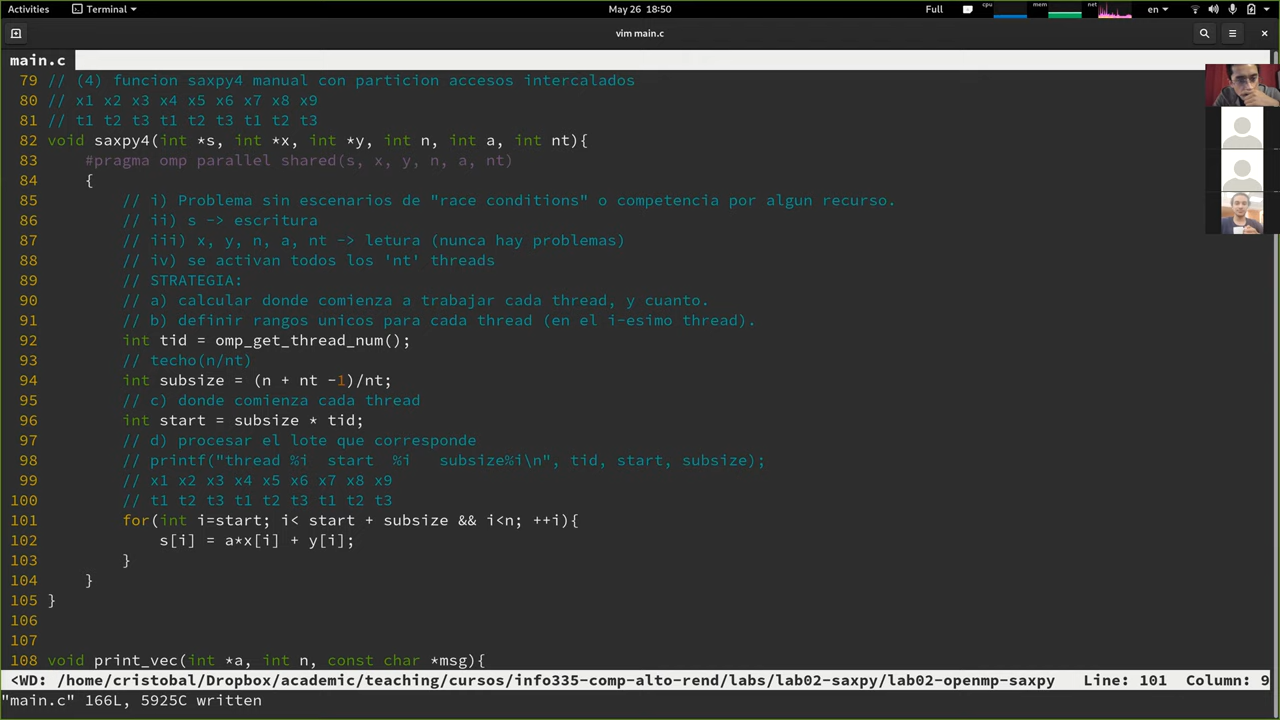 Activities Terminal May 26 18:50 Full cpu mem net en
vim main.c
main.c
79 // (4) funcion saxpy4 manual con particion accesos intercalados
80 // x1 x2 x3 x4 x5 x6 x7 x8 x9
81 // t1 t2 t3 t1 t2 t3 t1 t2 t3
82 void saxpy4(int *s, int *x, int *y, int n, int a, int nt){
83 #pragma omp parallel shared(s, x, y, n, a, nt)
84 {
85 // i) Problema sin escenarios de "race conditions" o competencia por algun recurso.
86 // ii) s -> escritura
87 // iii) x, y, n, a, nt -> letura (nunca hay problemas)
88 // iv) se activan todos los 'nt' threads
89 // STRATEGIA:
90 // a) calcular donde comienza a trabajar cada thread, y cuanto.
91 // b) definir rangos unicos para cada thread (en el i-esimo thread).
92 int tid = omp_get_thread_num();
93 // techo(n/nt)
94 int subsize = (n + nt -1)/nt;
95 // c) donde comienza cada thread
96 int start = subsize * tid;
97 // d) procesar el lote que corresponde
98 // printf("thread %i  start  %i   subsize%i\n", tid, start, subsize);
99 // x1 x2 x3 x4 x5 x6 x7 x8 x9
100 // t1 t2 t3 t1 t2 t3 t1 t2 t3
101 for(int i=start; i< start + subsize && i<n; ++i){
102 s[i] = a*x[i] + y[i];
103 }
104 }
105 }
106
107
108 void print_vec(int *a, int n, const char *msg){
<WD: /home/cristobal/Dropbox/academic/teaching/cursos/info335-comp-alto-rend/labs/lab02-saxpy/lab02-openmp-saxpy Line: 101 Column: 9
"main.c" 166L, 5925C written